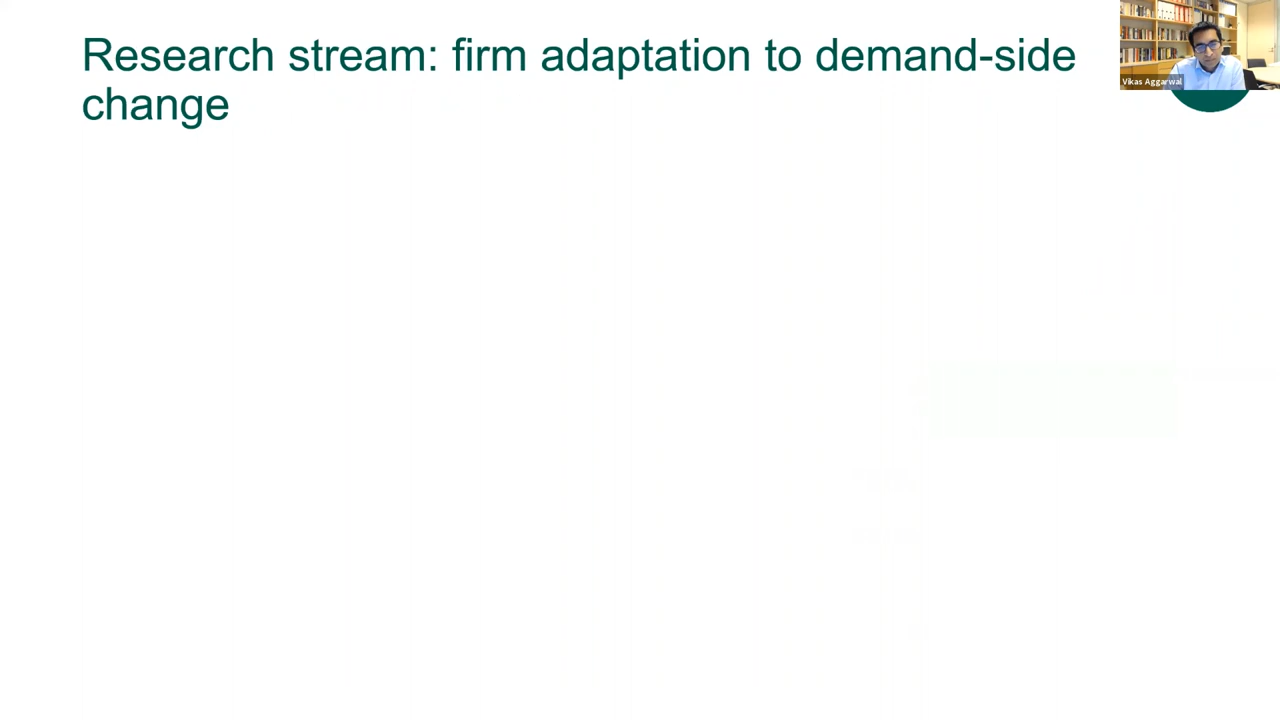 Research stream: firm adaptation to demand-side
change
Vikas Aggarwal